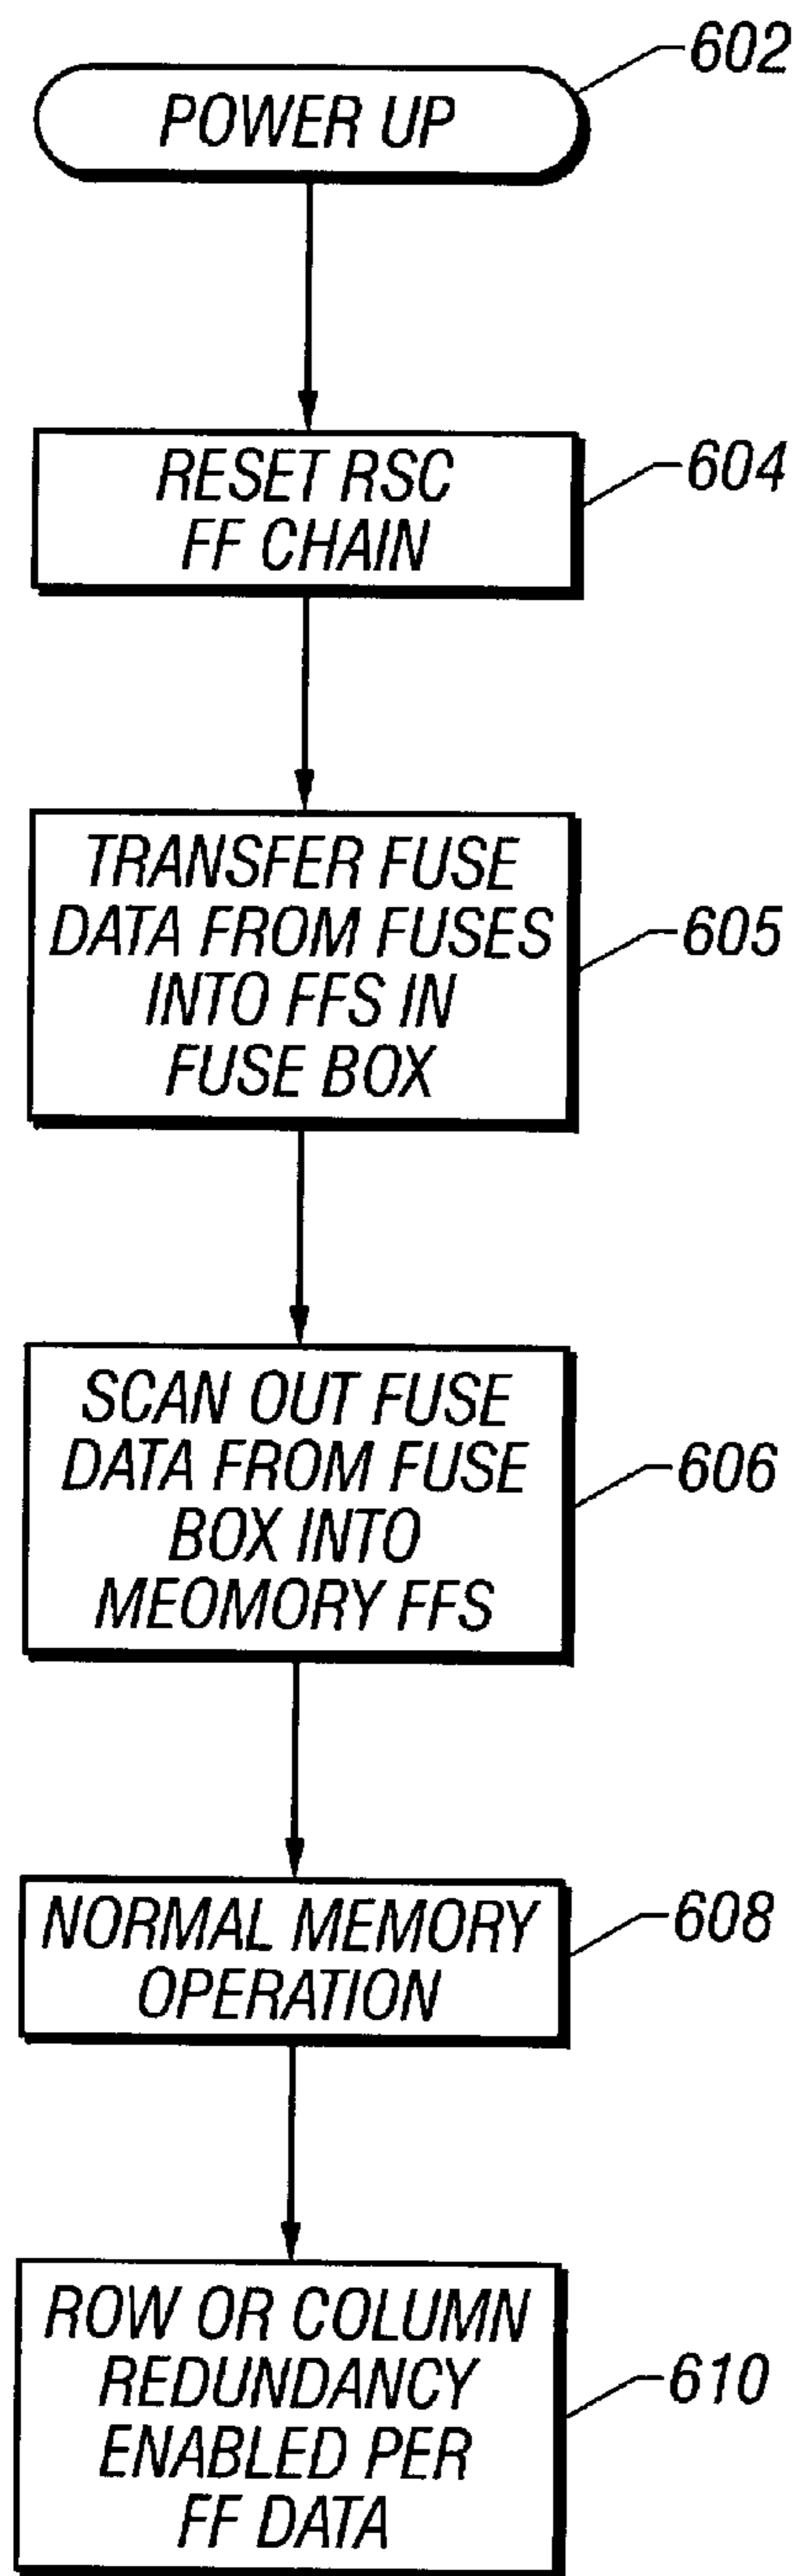 602
POWER UP
RESET RSC
FF CHAIN
604
TRANSFER FUSE
DATA FROM FUSES
INTO FFS IN
FUSE BOX
605
SCAN OUT FUSE
DATA FROM FUSE
BOX INTO
MEOMORY FFS
606
NORMAL MEMORY
OPERATION
608
ROW OR COLUMN
REDUNDANCY
ENABLED PER
FF DATA
610